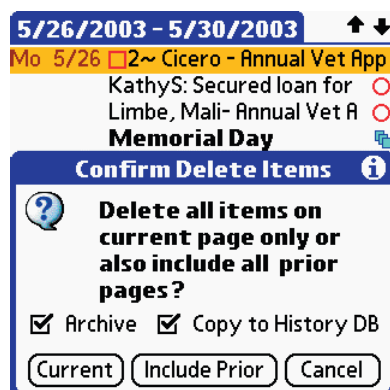 5/26/2003 - 5/30/2003
Mo 5/26 2~ Cicero - Annual Vet App
KathyS: Secured loan for
Limbe, Mali- Annual Vet A
Memorial Day
Confirm Delete Items
Delete all items on
current page only or
also include all prior
pages?
Archive Copy to History DB
Current Include Prior Cancel